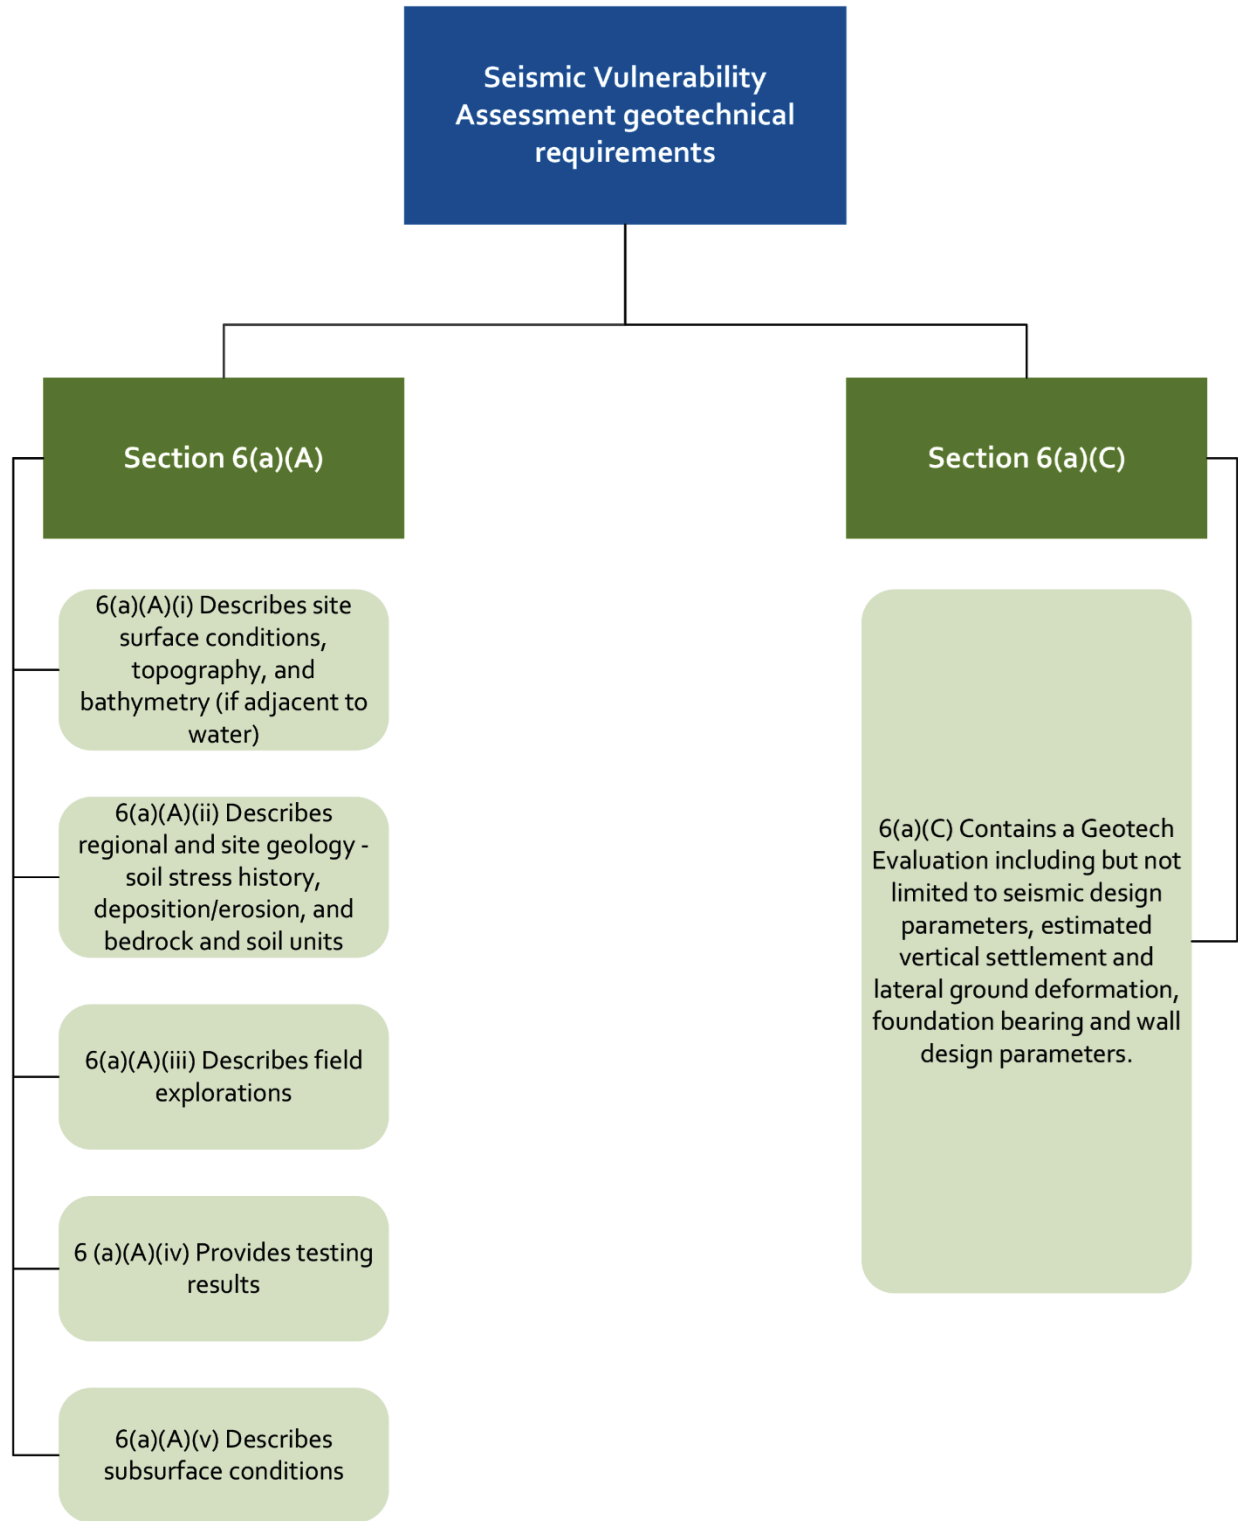 Seismic Vulnerability
Assessment geotechnical
requirements
Section 6(a)(A)
6(a)(A)(i) Describes site
surface conditions,
topography, and
bathymetry (if adjacent to
water)
6(a)(A)(ii) Describes
regional and site geology -
soil stress history,
deposition/erosion, and
bedrock and soil units
6(a)(A)(iii) Describes field
explorations
6 (a)(A)(iv) Provides testing
results
6(a)(A)(v) Describes
subsurface conditions
Section 6(a)(C)
6(a)(C) Contains a Geotech
Evaluation including but not
limited to seismic design
parameters, estimated
vertical settlement and
lateral ground deformation,
foundation bearing and wall
design parameters.